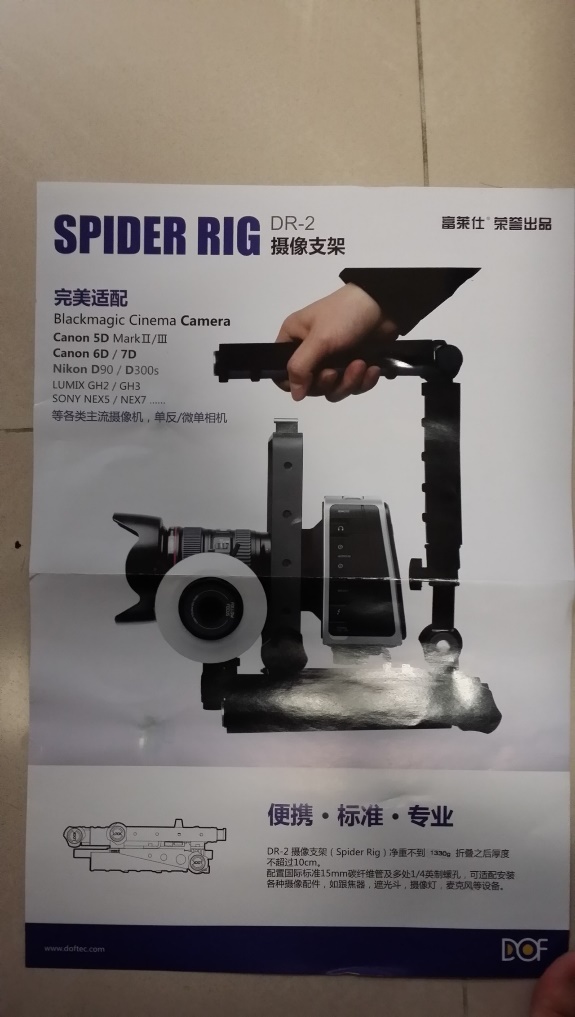 SPIDER RIG DR-2
摄像支架
富莱仕® 荣誉出品
完美适配
Blackmagic Cinema Camera
Canon 5D MarkⅡ/Ⅲ
Canon 6D / 7D
Nikon D90 / D300s
LUMIX GH2 / GH3
SONY NEX5 / NEX7 ......
等各类主流摄像机，单反/微单相机
便携·标准·专业
DR-2 摄像支架（Spider Rig）净重不到 1330g 折叠之后厚度
不超过10cm。
配置国际标准15mm碳纤维管及多处1/4英制螺孔，可适配安装
各种摄像配件，如跟焦器，遮光斗，摄像灯，麦克风等设备。
www.doftec.com
DOF